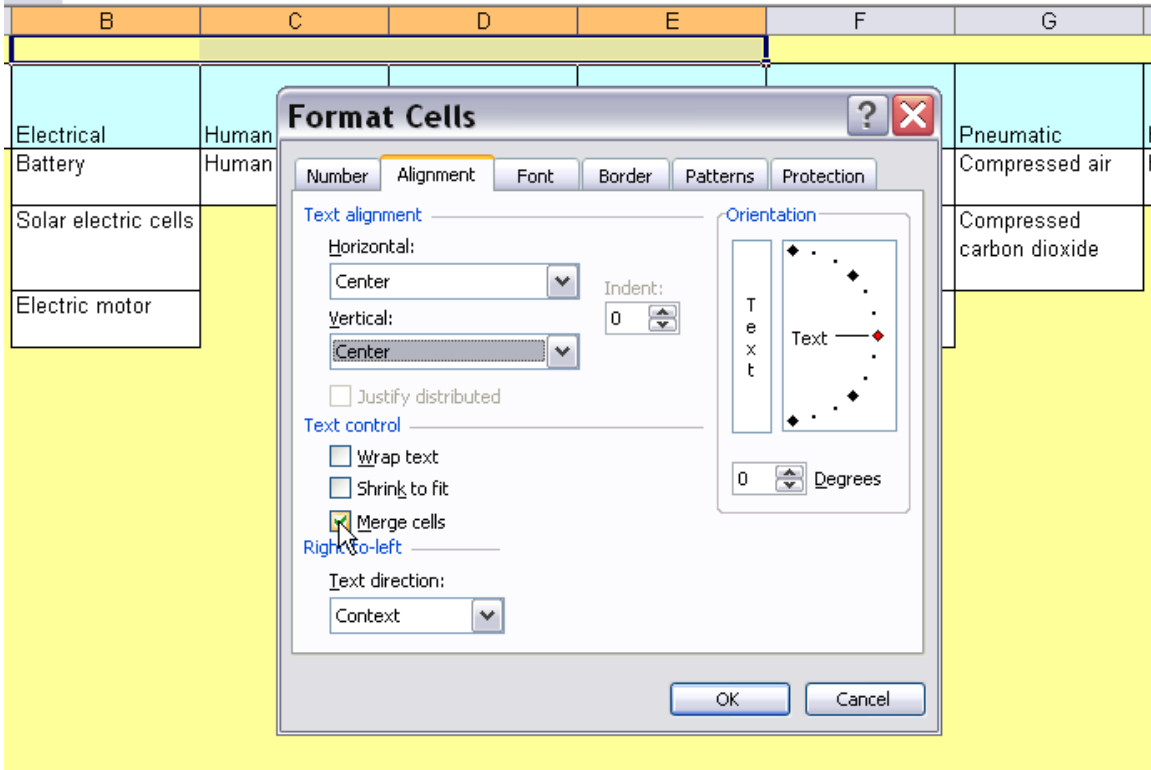 B C D E F G
Format Cells
Electrical Human Pneumatic
Battery Human Compressed air
Number Alignment Font Border Patterns Protection
Solar electric cells
Compressed
carbon dioxide
Electric motor
Text alignment
Horizontal:
Center
Indent:
0
Vertical:
Center
Justify distributed
Text control
Wrap text
Shrink to fit
Merge cells
Right-to-left
Text direction:
Context
Orientation
Text
Text
0 Degrees
OK Cancel